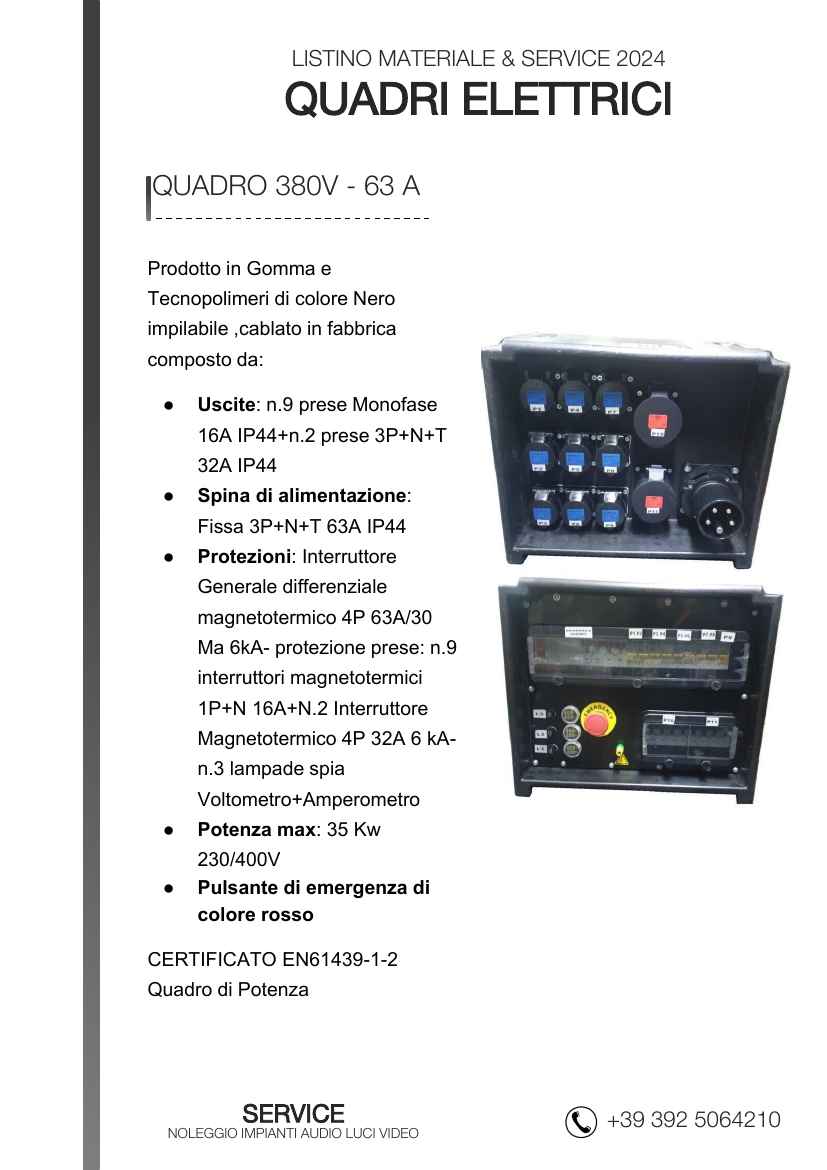 LISTINO MATERIALE & SERVICE 2024
QUADRI ELETTRICI
QUADRO 380V - 63 A
Prodotto in Gomma e
Tecnopolimeri di colore Nero
impilabile ,cablato in fabbrica
composto da:
● Uscite: n.9 prese Monofase
16A IP44+n.2 prese 3P+N+T
32A IP44
● Spina di alimentazione:
Fissa 3P+N+T 63A IP44
● Protezioni: Interruttore
Generale differenziale
magnetotermico 4P 63A/30
Ma 6kA- protezione prese: n.9
interruttori magnetotermici
1P+N 16A+N.2 Interruttore
Magnetotermico 4P 32A 6 kA-
n.3 lampade spia
Voltometro+Amperometro
● Potenza max: 35 Kw
230/400V
● Pulsante di emergenza di
colore rosso
CERTIFICATO EN61439-1-2
Quadro di Potenza
EMERGENCY
SERVICE
NOLEGGIO IMPIANTI AUDIO LUCI VIDEO
+39 392 5064210